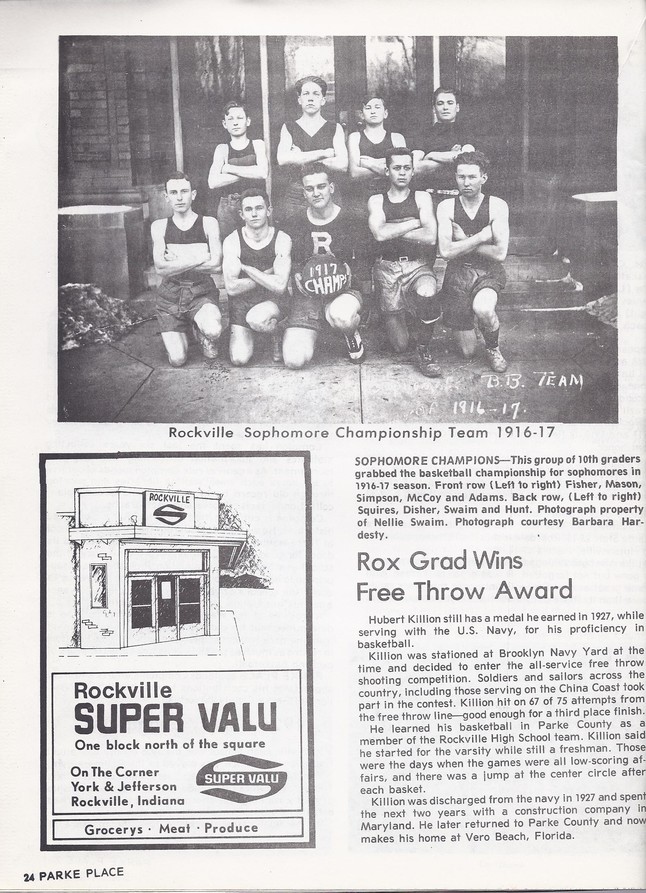 R
1917
CHAMPS
B.B. TEAM
OF 1916-17.
Rockville Sophomore Championship Team 1916-17
SOPHOMORE CHAMPIONS—This group of 10th graders
grabbed the basketball championship for sophomores in
1916-17 season. Front row (Left to right) Fisher, Mason,
Simpson, McCoy and Adams. Back row, (Left to right)
Squires, Disher, Swaim and Hunt. Photograph property
of Nellie Swaim. Photograph courtesy Barbara Har-
desty.
Rox Grad Wins
Free Throw Award
Hubert Killion still has a medal he earned in 1927, while
serving with the U.S. Navy, for his proficiency in
basketball.
Killion was stationed at Brooklyn Navy Yard at the
time and decided to enter the all-service free throw
shooting competition. Soldiers and sailors across the
country, including those serving on the China Coast took
part in the contest. Killion hit on 67 of 75 attempts from
the free throw line—good enough for a third place finish.
He learned his basketball in Parke County as a
member of the Rockville High School team. Killion said
he started for the varsity while still a freshman. Those
were the days when the games were all low-scoring af-
fairs, and there was a jump at the center circle after
each basket.
Killion was discharged from the navy in 1927 and spent
the next two years with a construction company in
Maryland. He later returned to Parke County and now
makes his home at Vero Beach, Florida.
ROCKVILLE
Rockville
SUPER VALU
One block north of the square
On The Corner
York & Jefferson
Rockville, Indiana
SUPER VALU
Grocerys · Meat · Produce
24 PARKE PLACE